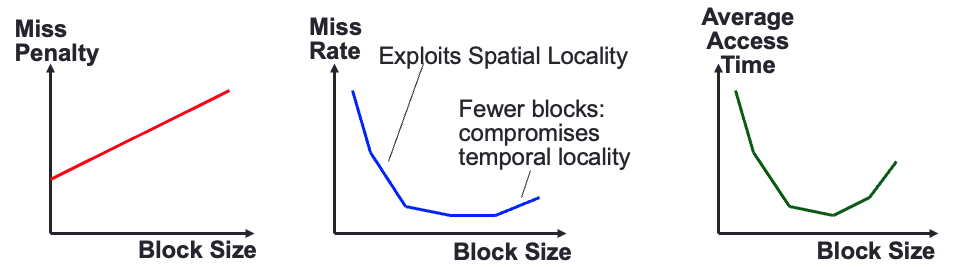 Miss
Penalty
Block Size
Miss
Rate
Exploits Spatial Locality
Fewer blocks:
compromises
temporal locality
Block Size
Average
Access
Time
Block Size